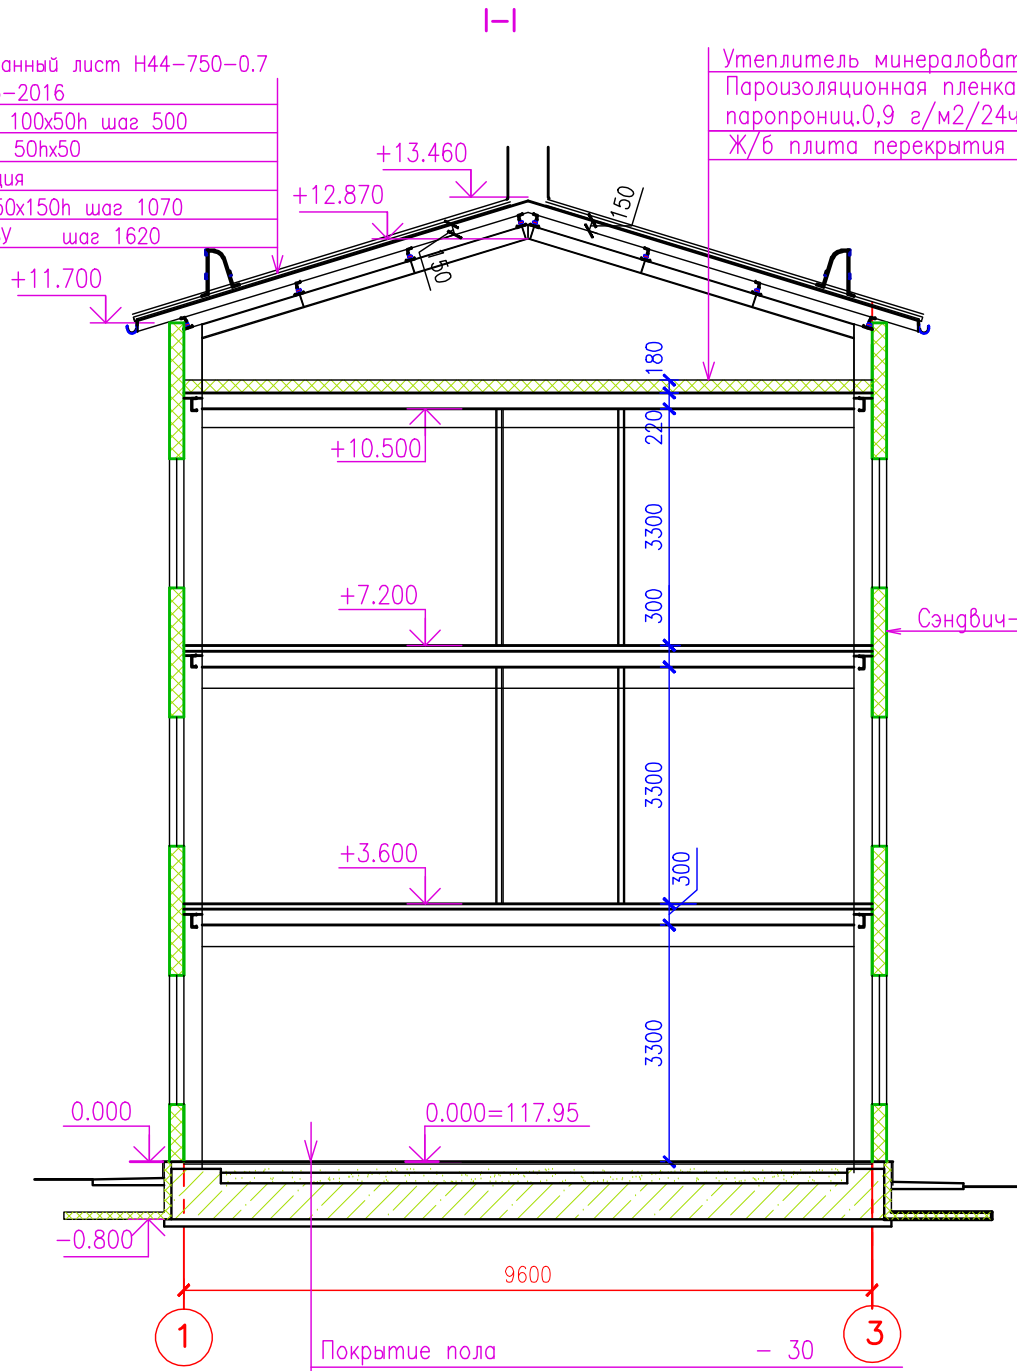 I-I
анный лист Н44-750-0.7
-2016
100х50h шаг 500
50hх50
ция
50х150h шаг 1070
У шаг 1620
Утеплитель минераловат
Пароизоляционная пленка
паропрониц.0,9 г/м2/24ч
Ж/б плита перекрытия
+13.460
+12.870
+11.700
150
150
180
220
+10.500
3300
+7.200
300
Сэндвич-
3300
+3.600
300
3300
0.000
0.000=117.95
-0.800
9600
1
3
Покрытие пола - 30